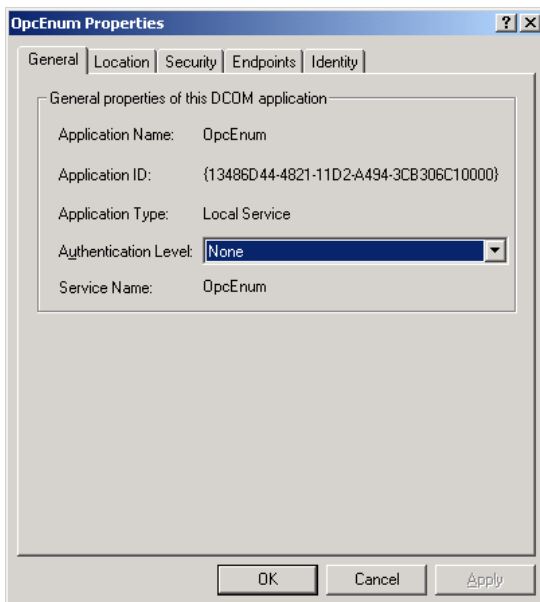 OpcEnum Properties
General Location Security Endpoints Identity
General properties of this DCOM application
Application Name: OpcEnum
Application ID: {13486D44-4821-11D2-A494-3CB306C10000}
Application Type: Local Service
Authentication Level: None
Service Name: OpcEnum
OK Cancel Apply